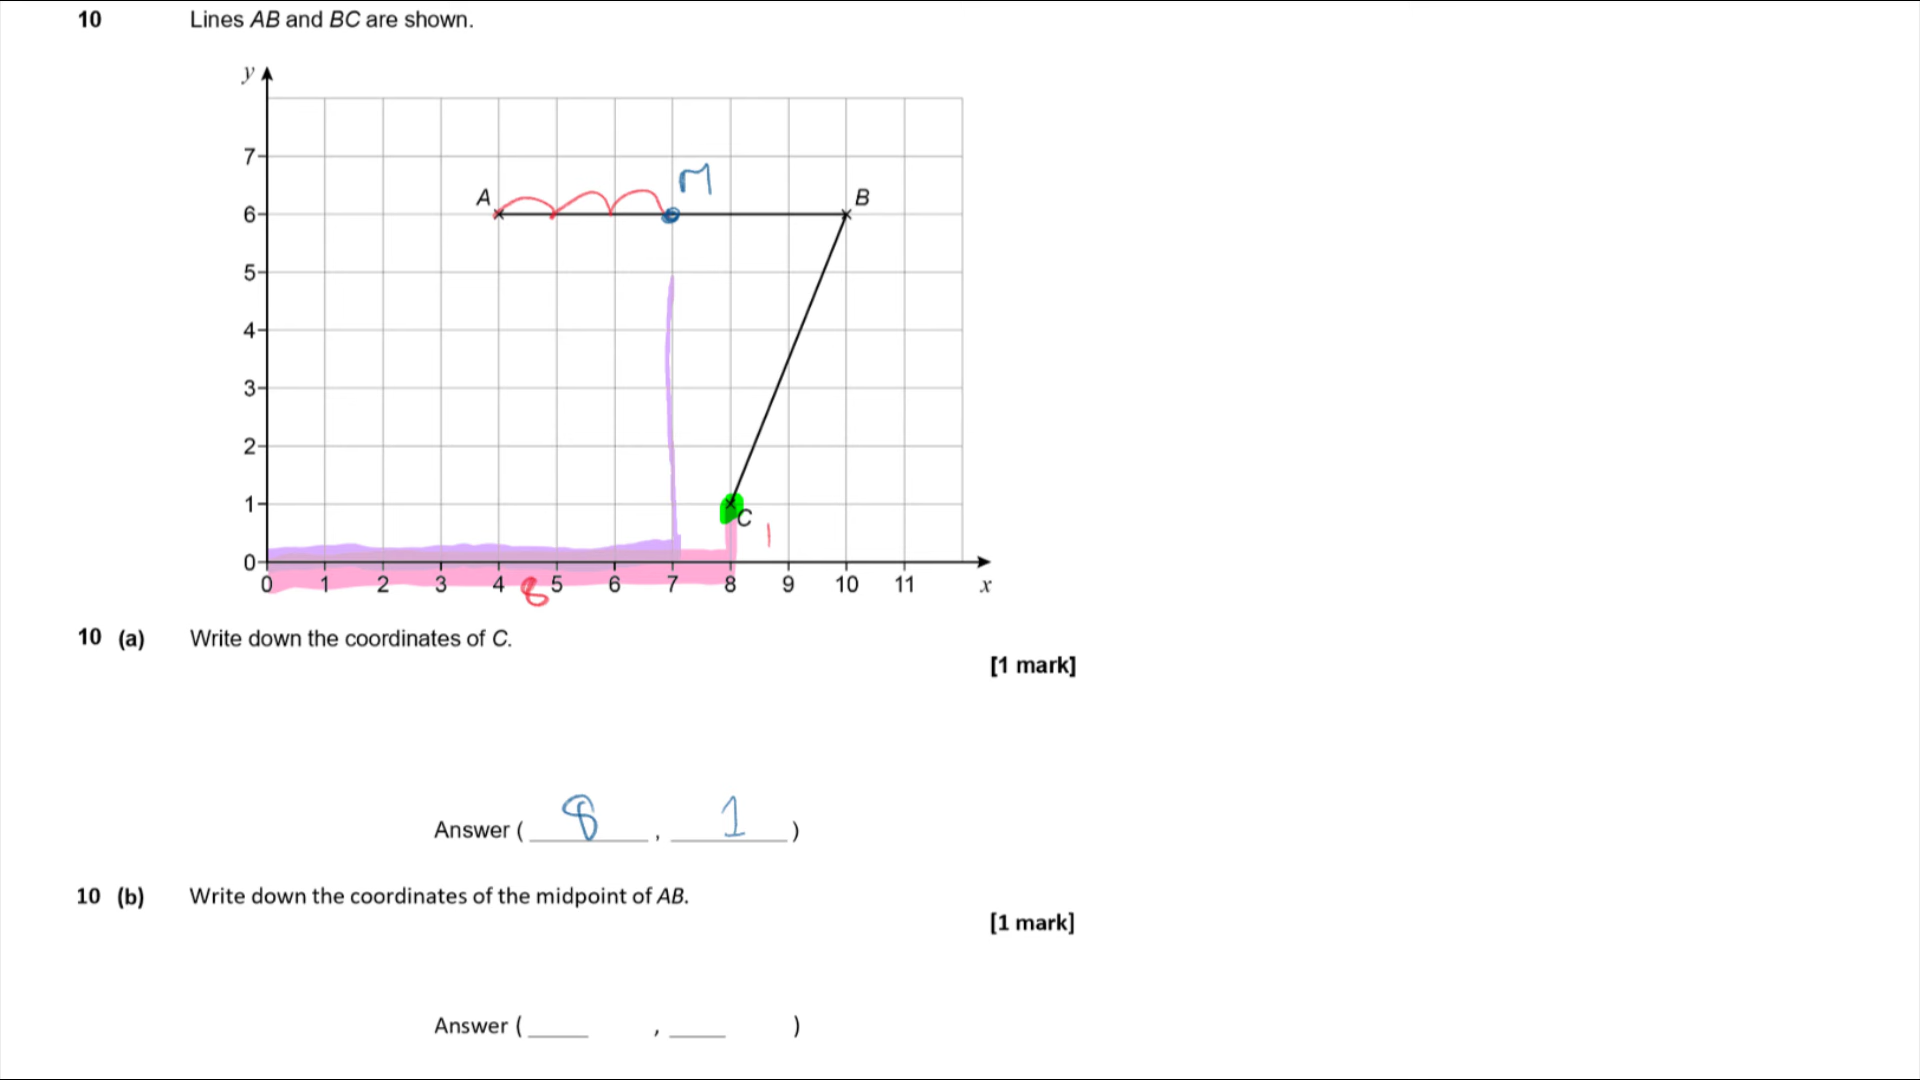 10 Lines AB and BC are shown.
y
7
M
A B
6
5
4
3
2
1
C 1
0
0 1 2 3 4 5 6 7 8 9 10 11 x
8
10 (a) Write down the coordinates of C.
[1 mark]
Answer ( 8 , 1 )
10 (b) Write down the coordinates of the midpoint of AB.
[1 mark]
Answer ( ____ , ____ )